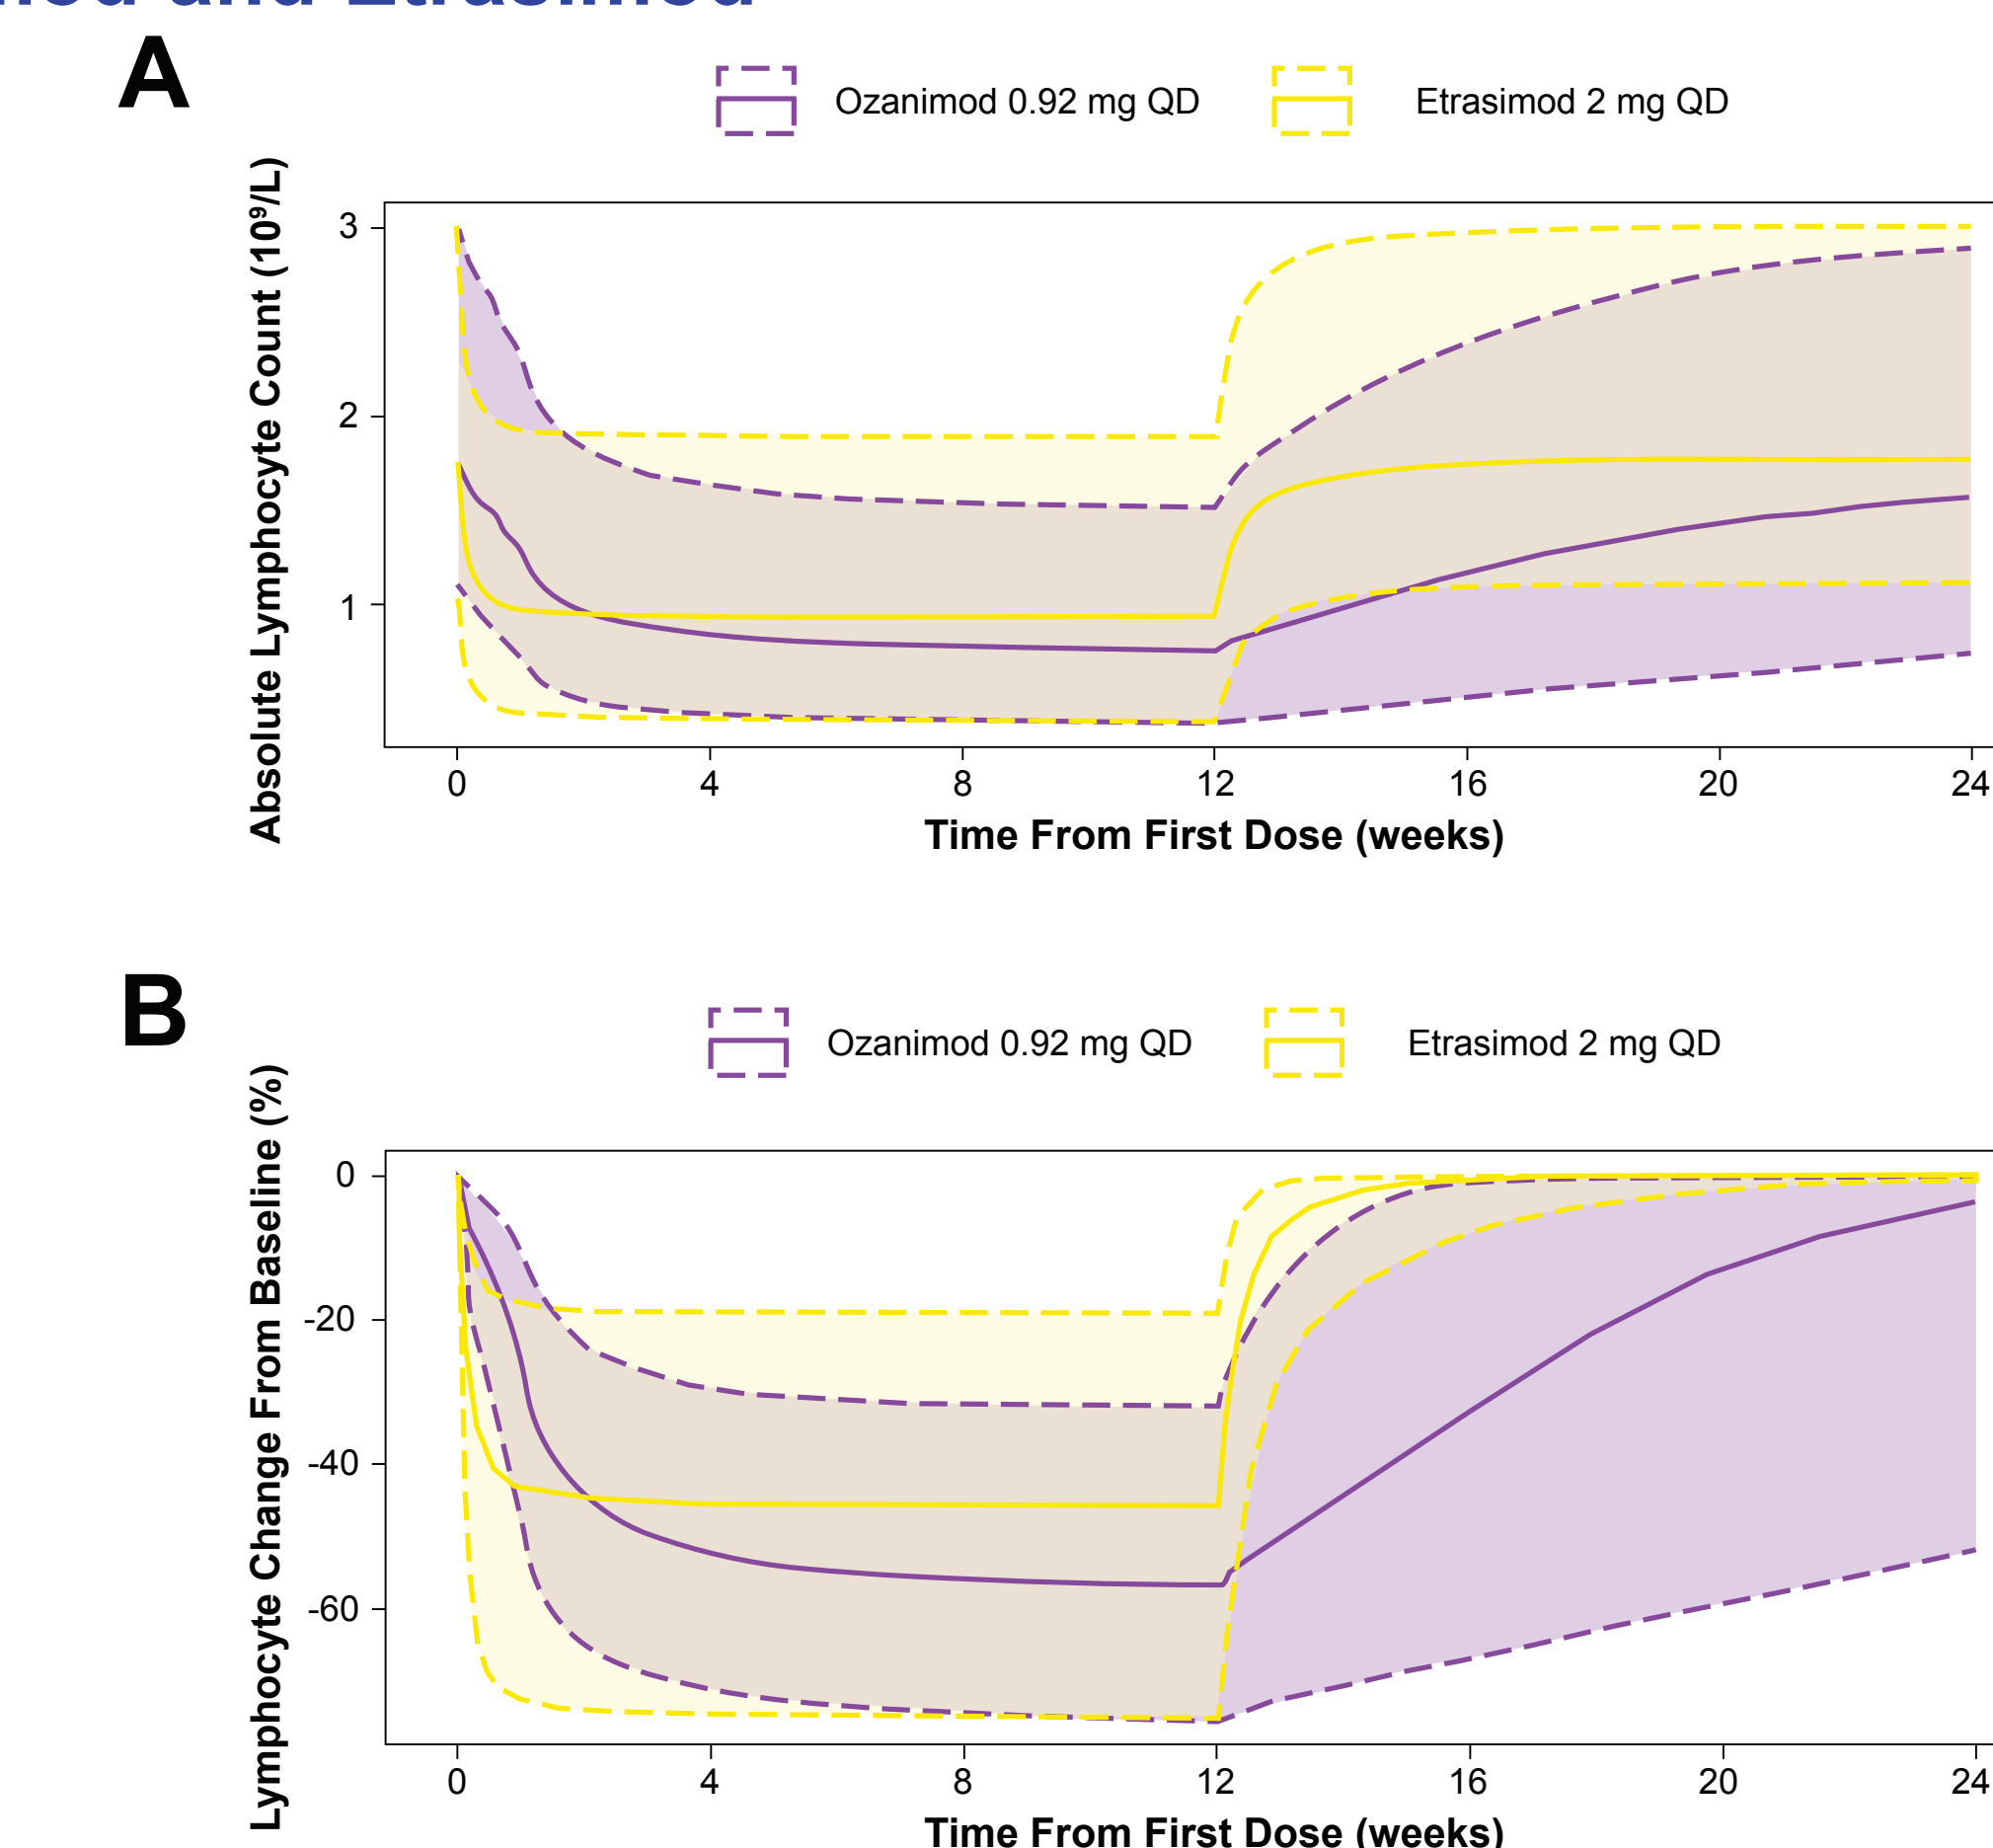 and Etrasimod
A
Ozanimod 0.92 mg QD
Etrasimod 2 mg QD
Absolute Lymphocyte Count (10⁹/L)
3
2
1
0 4 8 12 16 20 24
Time From First Dose (weeks)
B
Ozanimod 0.92 mg QD
Etrasimod 2 mg QD
Lymphocyte Change From Baseline (%)
0
-20
-40
-60
0 4 8 12 16 20 24
Time From First Dose (weeks)